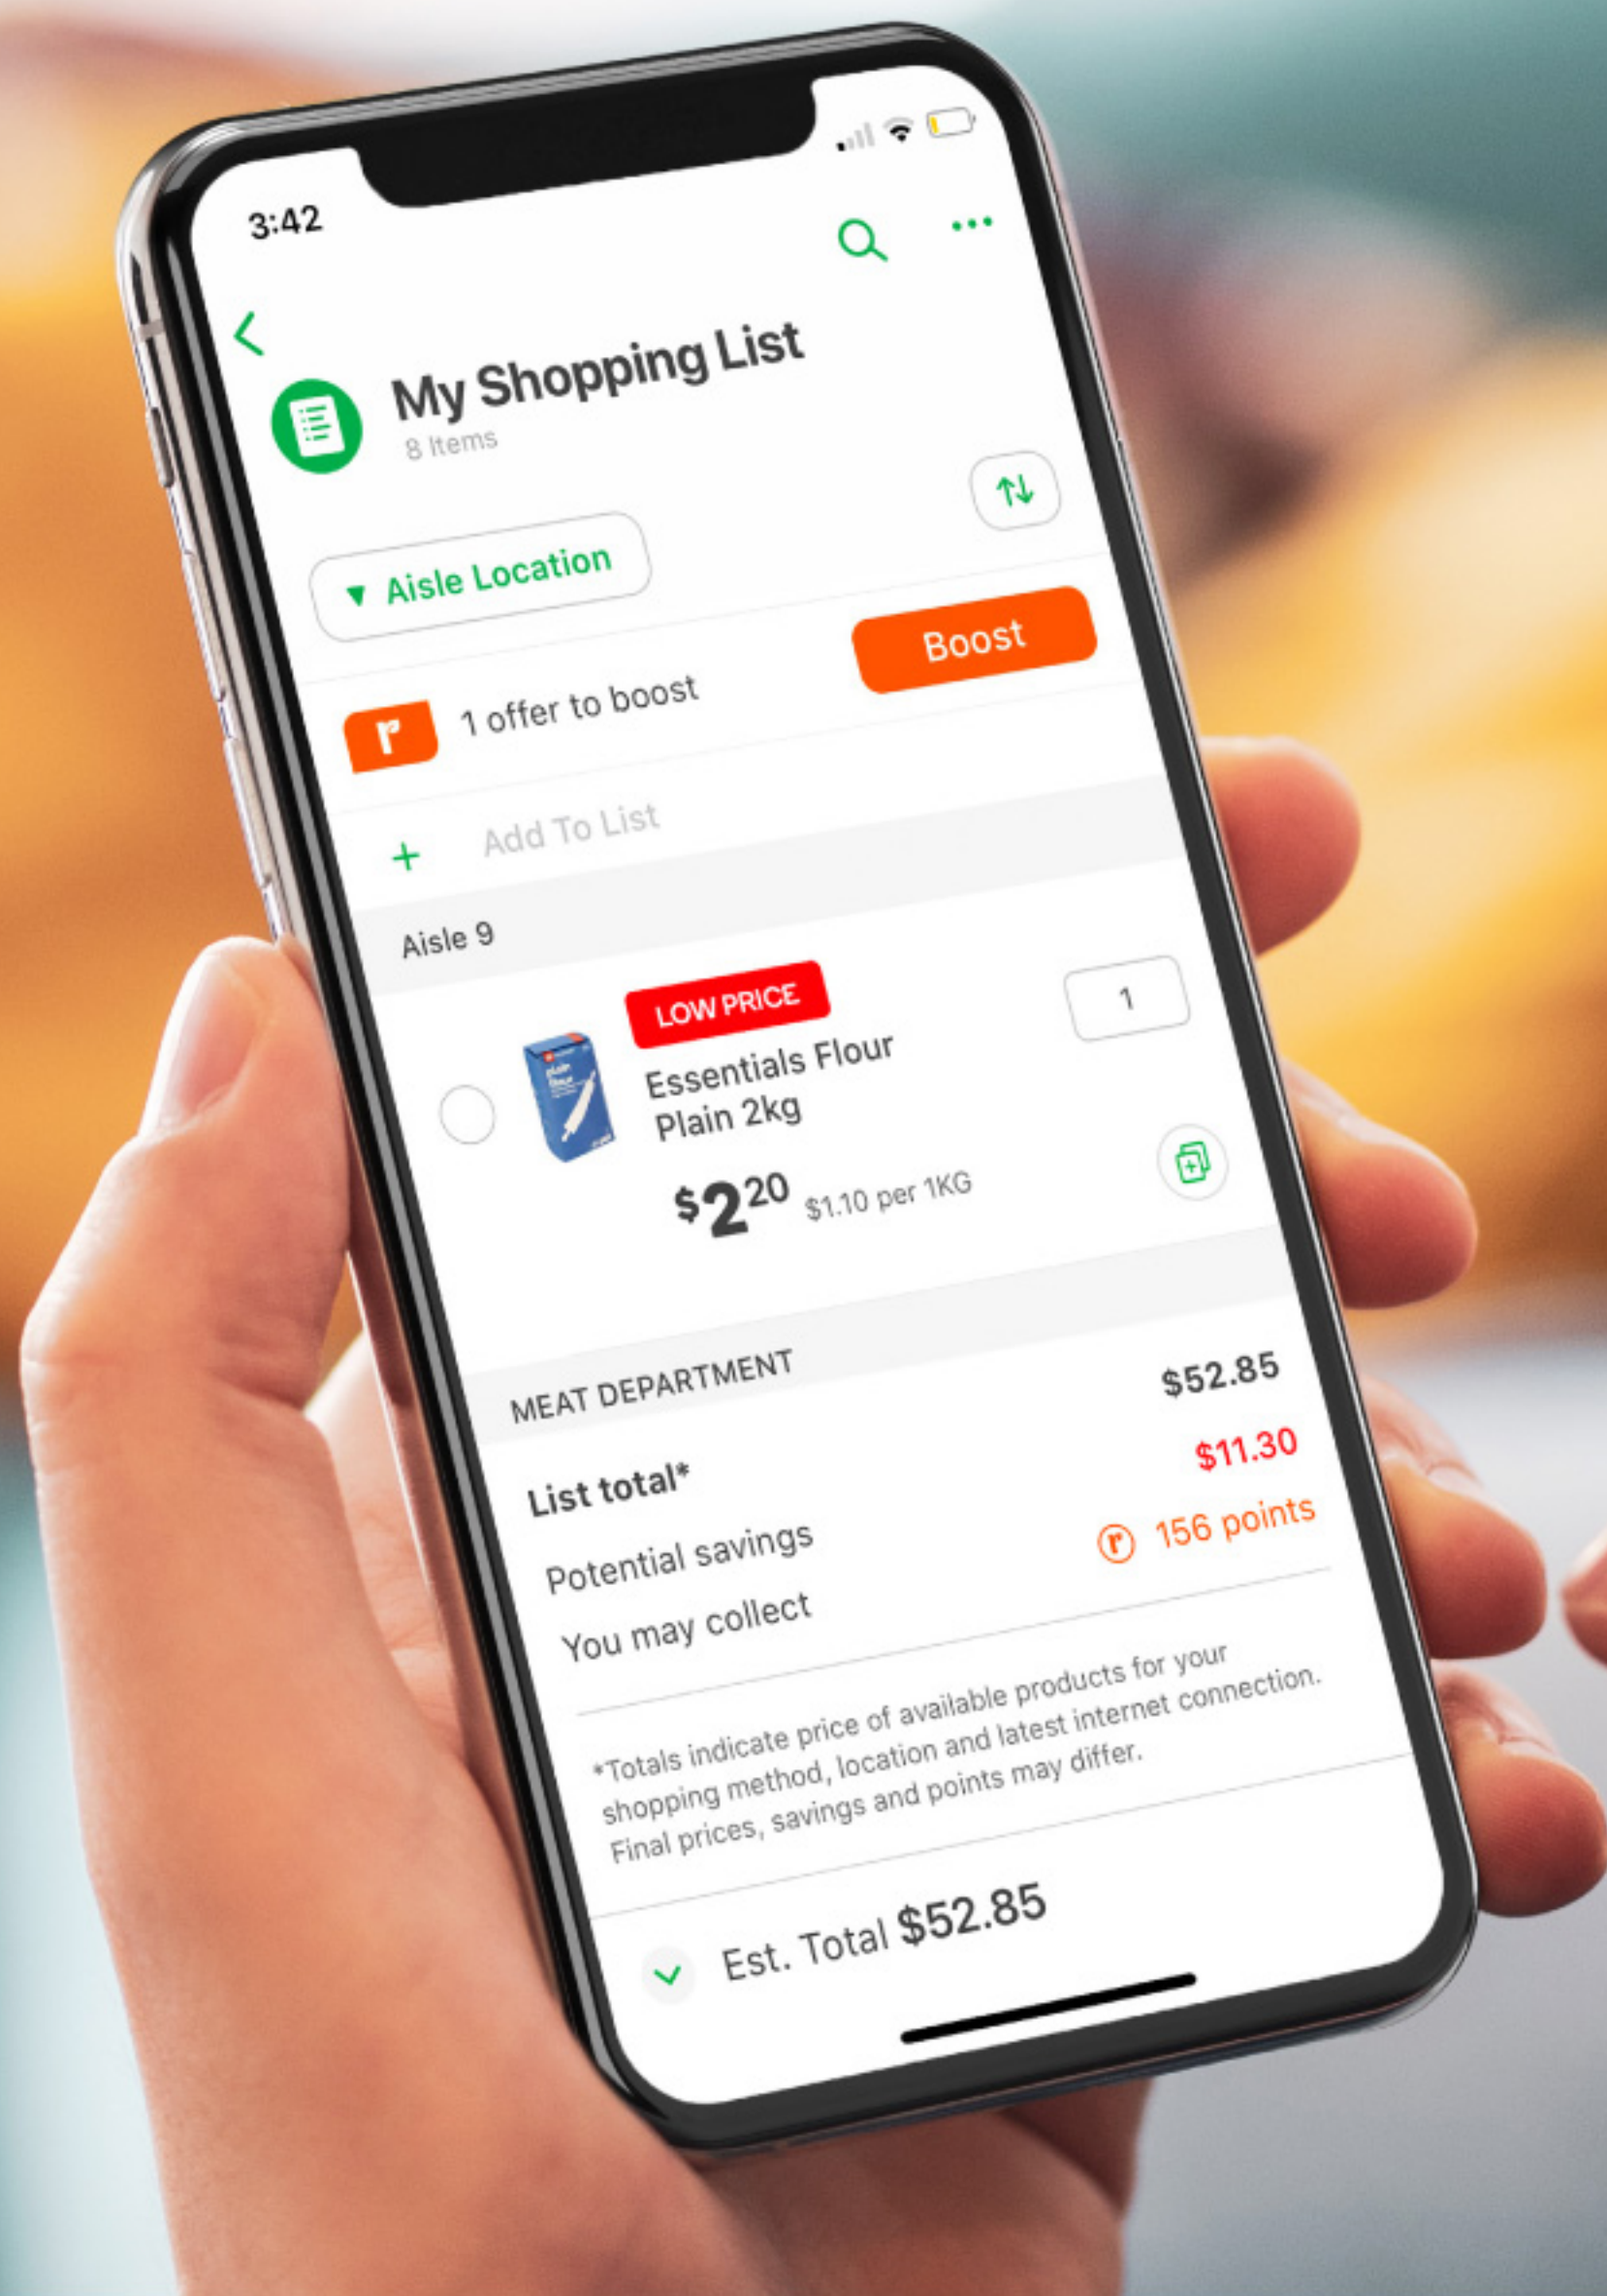 3:42
My Shopping List
8 Items
Aisle Location
r 1 offer to boost Boost
+ Add To List
Aisle 9
LOW PRICE
Essentials Flour
Plain 2kg
1
plain
flour
$2 20 $1.10 per 1KG
MEAT DEPARTMENT
List total* $52.85
Potential savings $11.30
You may collect r 156 points
*Totals indicate price of available products for your
shopping method, location and latest internet connection.
Final prices, savings and points may differ.
Est. Total $52.85